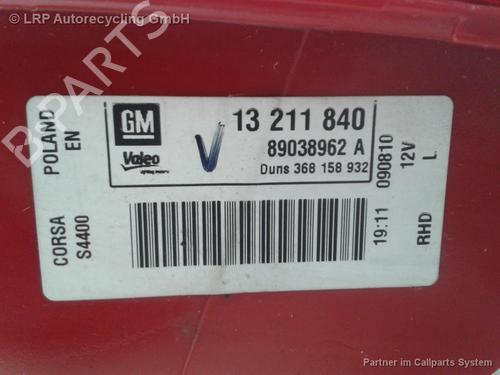 © LRP Autorecycling GmbH
B-PARTS
POLAND
EN
GM
13 211 840
Valeo
89038962 A
V
Duns 368 158 932
CORSA
S4400
19:11 090810
12V
RHD L
Partner im Callparts System